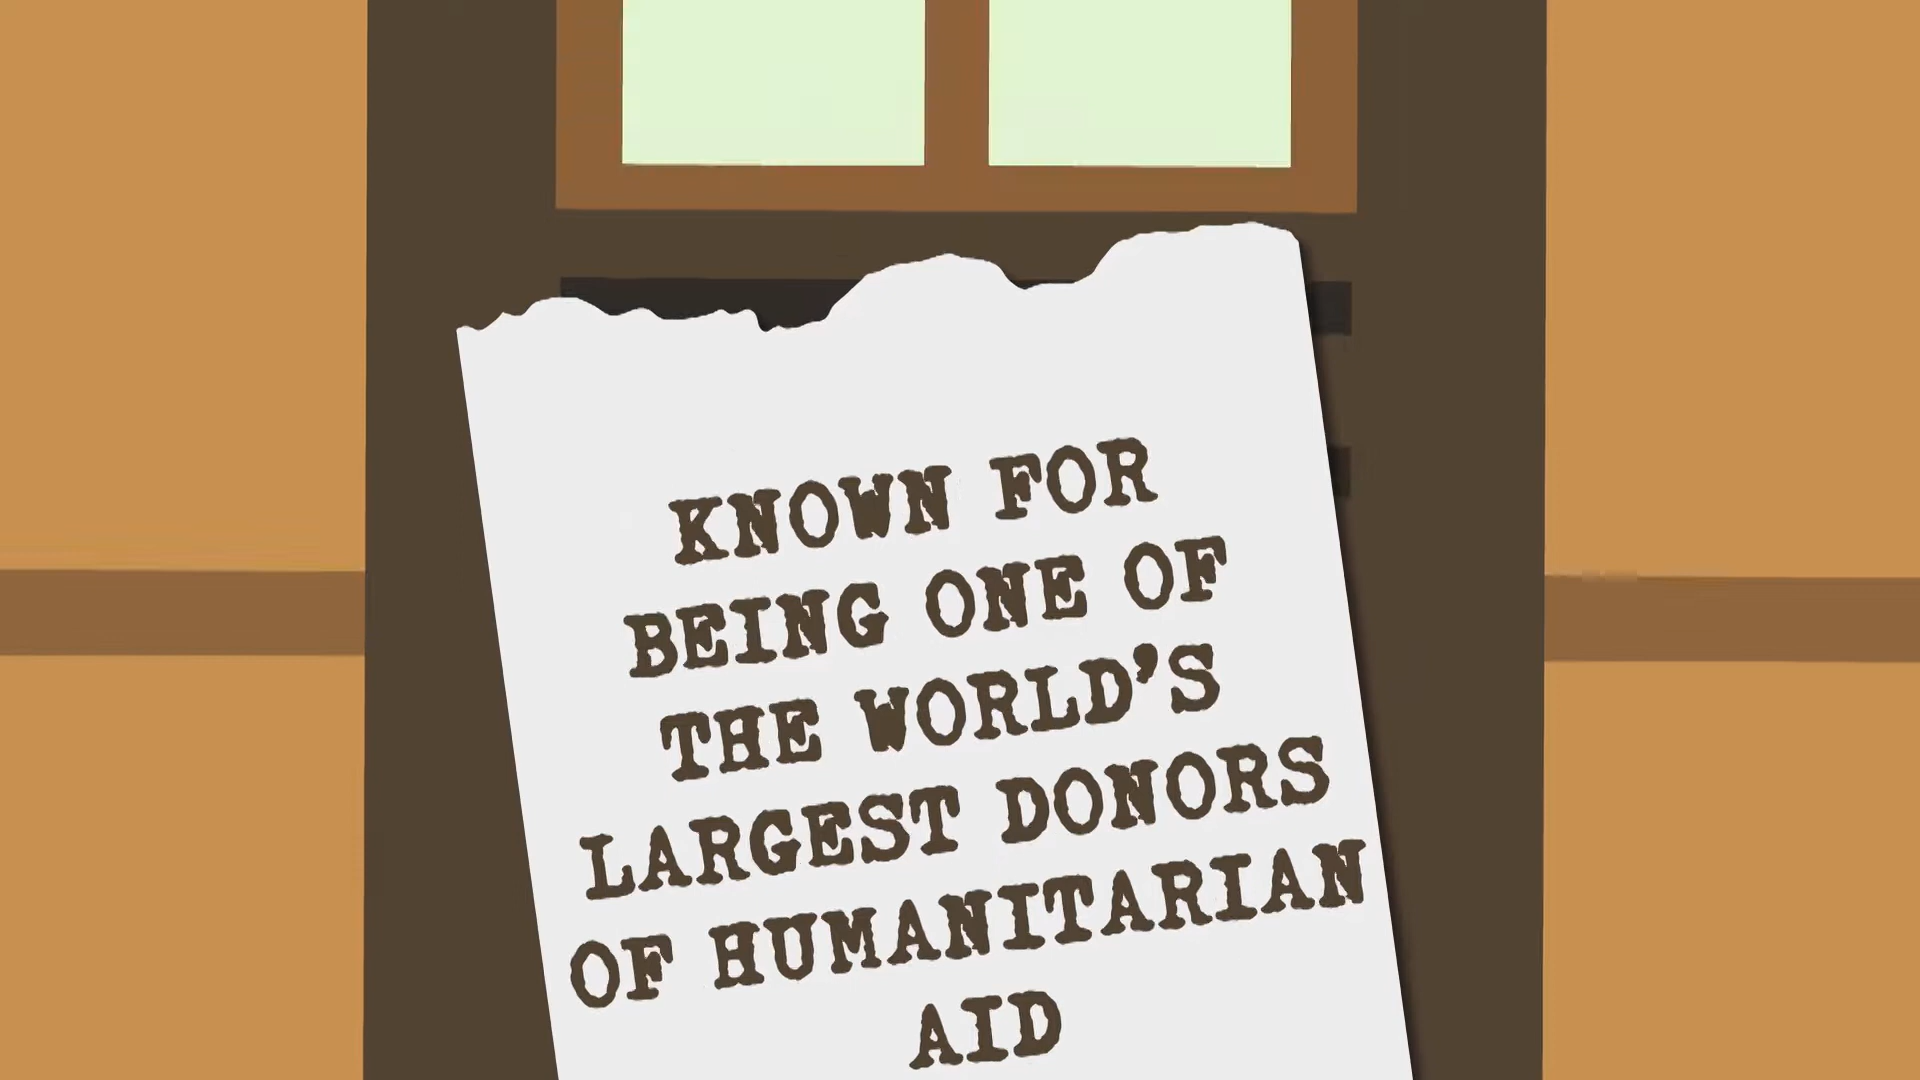 KNOWN FOR
BEING ONE OF
THE WORLD'S
LARGEST DONORS
OF HUMANITARIAN
AID